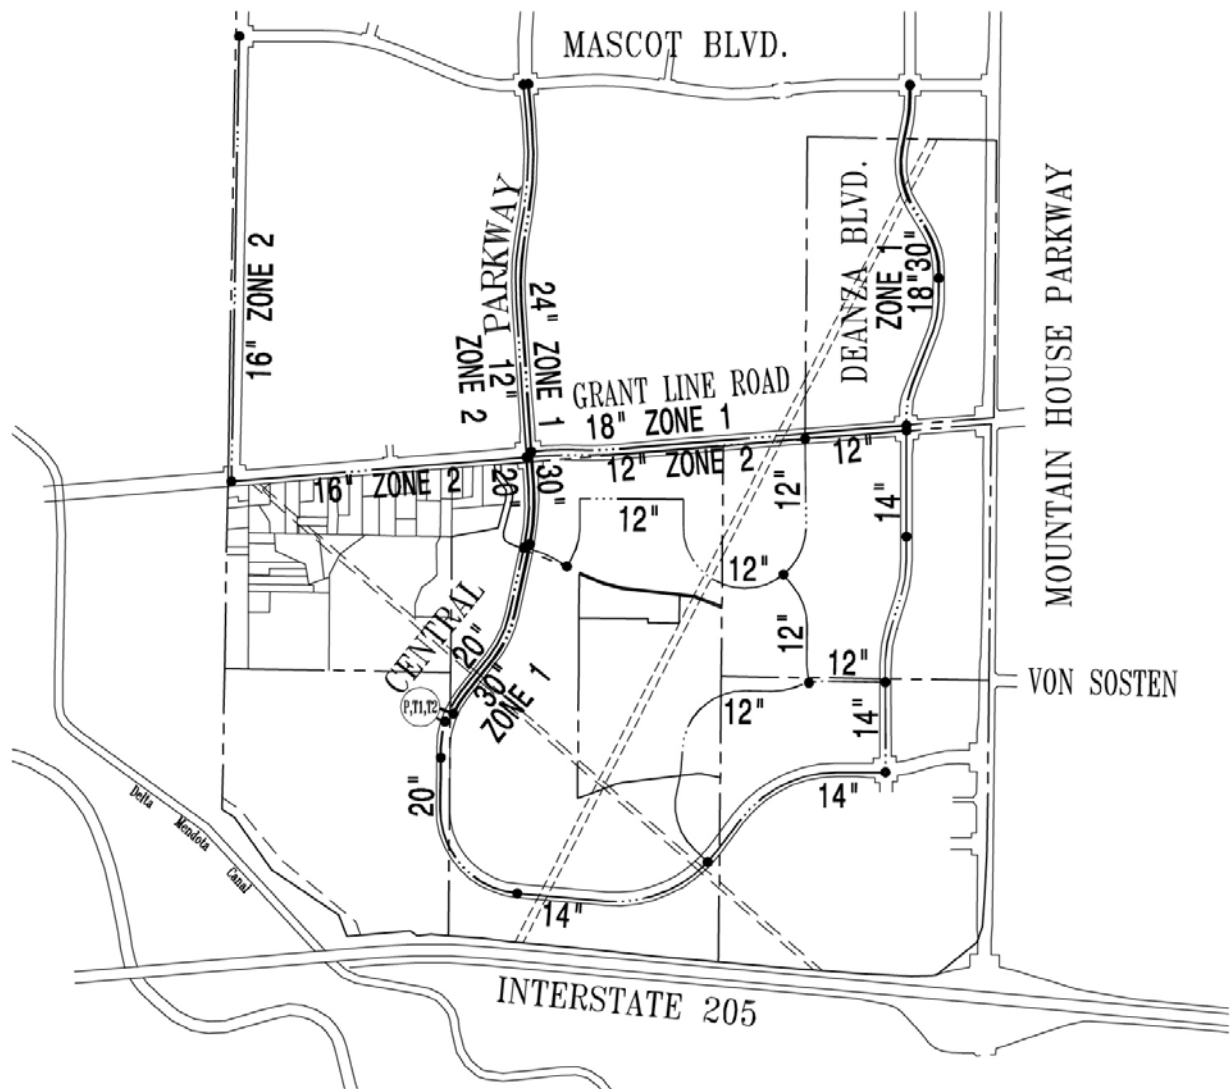 MASCOT BLVD.
16" ZONE 2
PARKWAY
24" ZONE 1
12"
ZONE 2
DEANZA BLVD.
ZONE 1
18"30"
MOUNTAIN HOUSE PARKWAY
GRANT LINE ROAD
18" ZONE 1
12" ZONE 2
12"
16" ZONE 2
20"
30"
12"
12"
14"
12"
CENTRAL
20"
30"
ZONE 1
12"
12"
VON SOSTEN
P,T1,T2
12"
14"
20"
14"
Delta
Mendota
Canal
14"
INTERSTATE 205